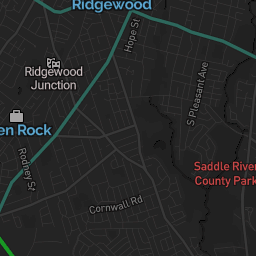 Ridgewood
Hope St
Ridgewood
Junction
S Pleasant Ave
en Rock
Rodney St
Saddle River
County Park
Cornwall Rd